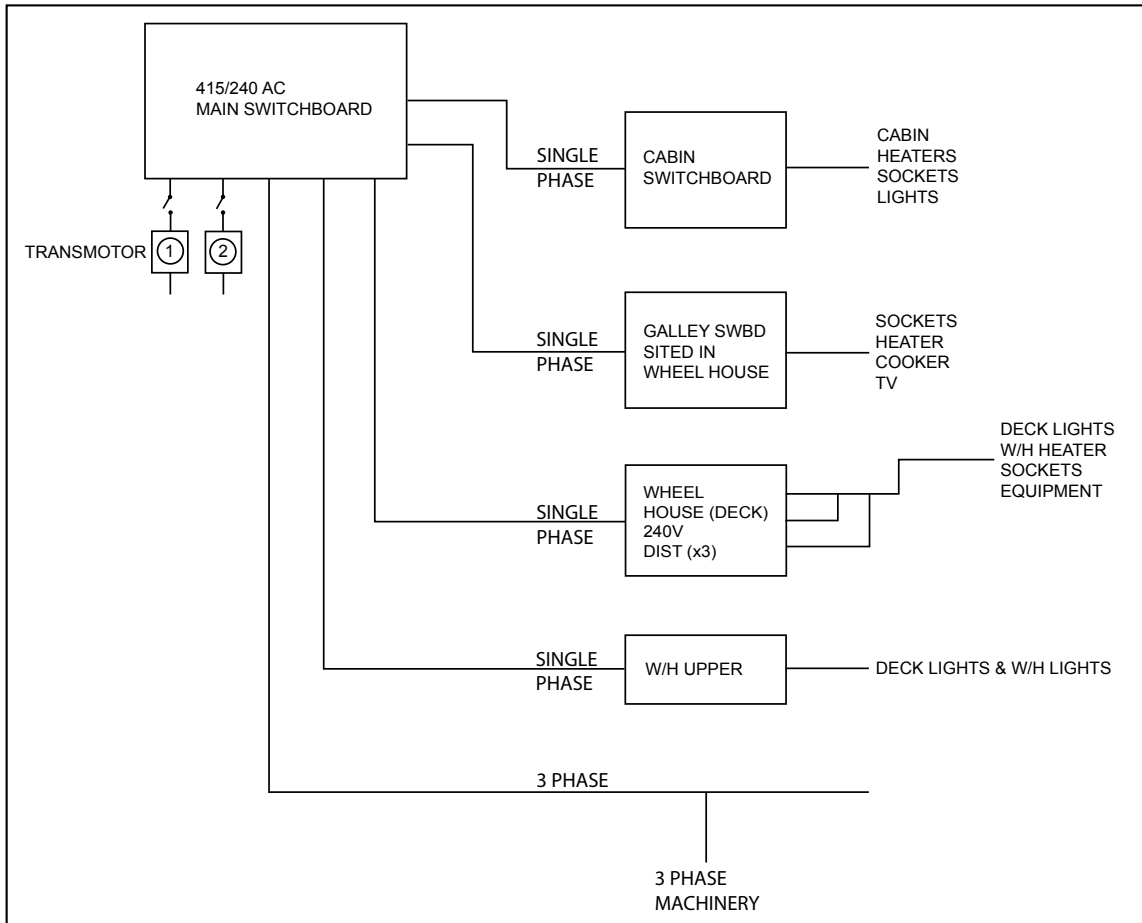 415/240 AC
MAIN SWITCHBOARD
SINGLE
PHASE
CABIN
SWITCHBOARD
CABIN
HEATERS
SOCKETS
LIGHTS
TRANSMOTOR
1
2
SINGLE
PHASE
GALLEY SWBD
SITED IN
WHEEL HOUSE
SOCKETS
HEATER
COOKER
TV
SINGLE
PHASE
WHEEL
HOUSE (DECK)
240V
DIST (x3)
DECK LIGHTS
W/H HEATER
SOCKETS
EQUIPMENT
SINGLE
PHASE
W/H UPPER
DECK LIGHTS & W/H LIGHTS
3 PHASE
3 PHASE
MACHINERY